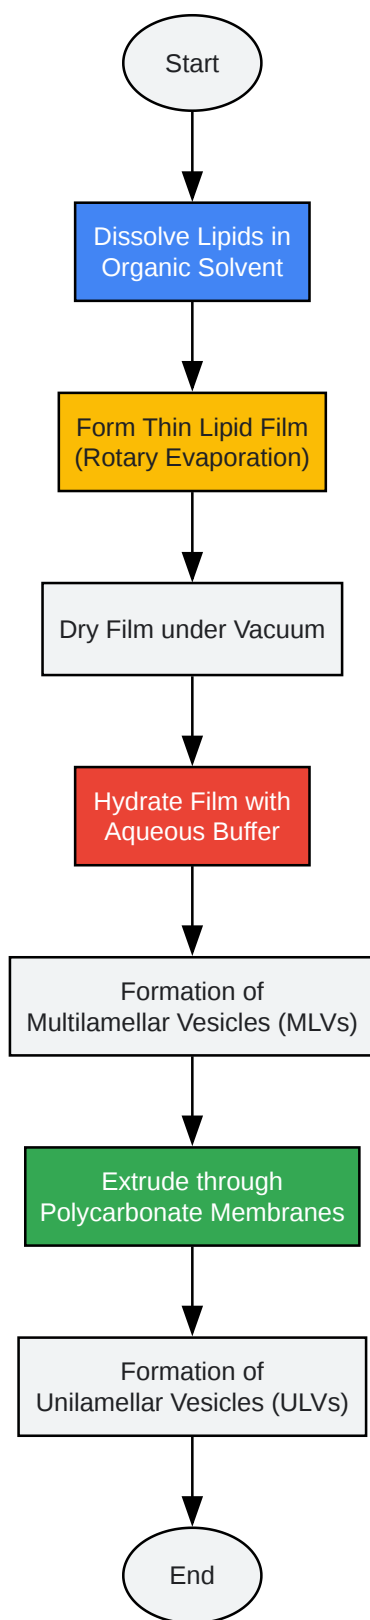 Start
Dissolve Lipids in
Organic Solvent
Form Thin Lipid Film
(Rotary Evaporation)
Dry Film under Vacuum
Hydrate Film with
Aqueous Buffer
Formation of
Multilamellar Vesicles (MLVs)
Extrude through
Polycarbonate Membranes
Formation of
Unilamellar Vesicles (ULVs)
End